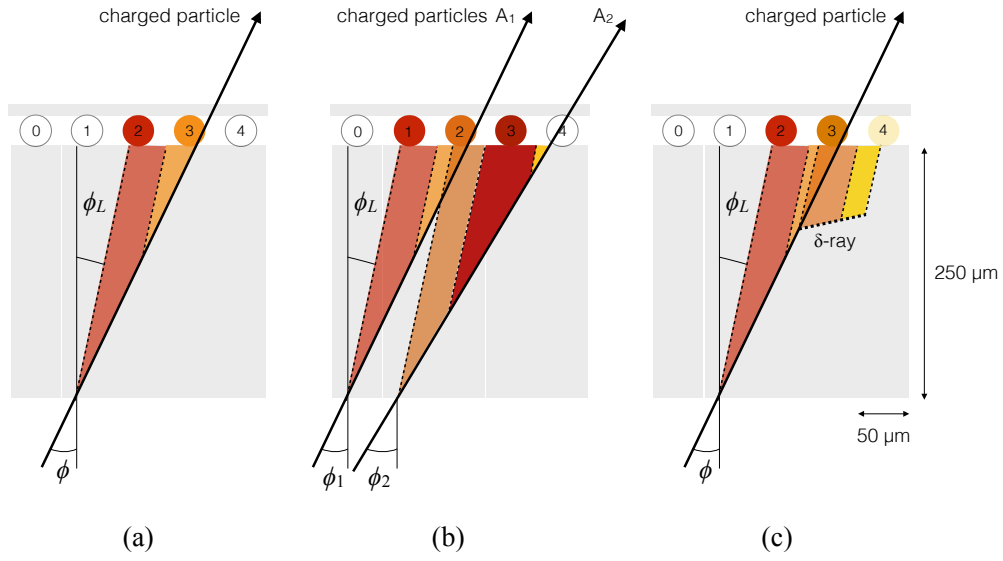 charged particle
charged particles A₁
A₂
charged particle
0 1 2 3 4
0 1 2 3 4
0 1 2 3 4
ϕL
ϕL
ϕL
δ-ray
250 µm
50 µm
ϕ
ϕ₁
ϕ₂
ϕ
(a)
(b)
(c)